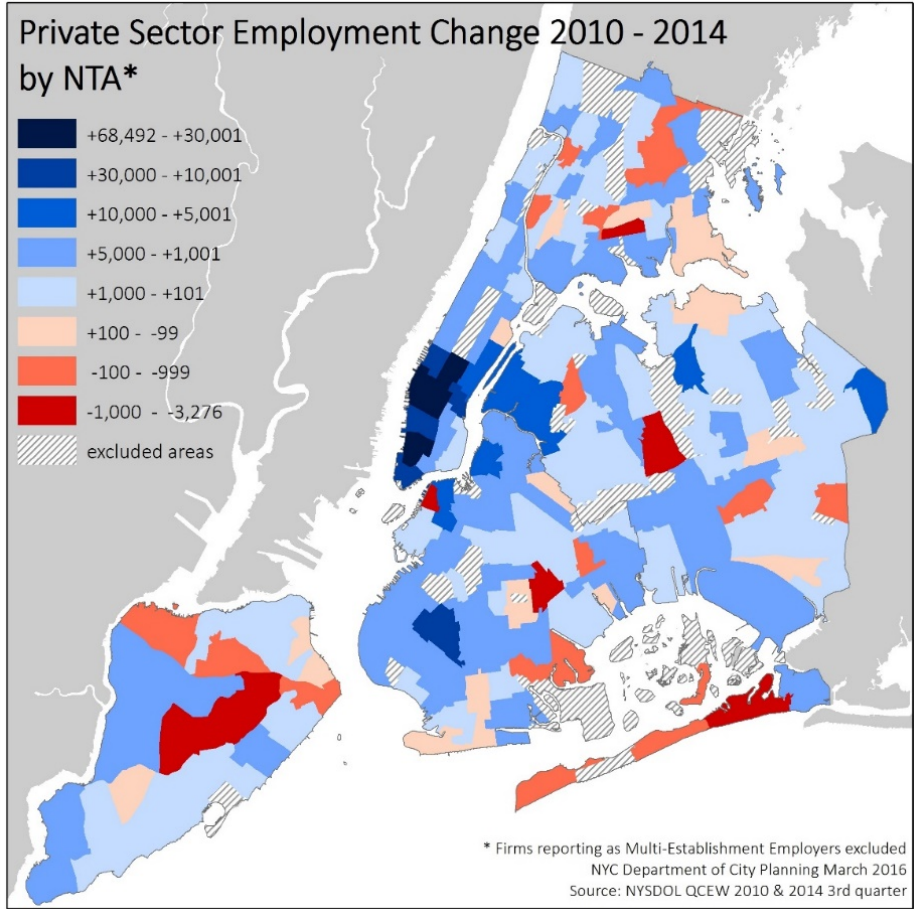 Private Sector Employment Change 2010 - 2014
by NTA*
+68,492 - +30,001
+30,000 - +10,001
+10,000 - +5,001
+5,000 - +1,001
+1,000 - +101
+100 - -99
-100 - -999
-1,000 - -3,276
excluded areas
* Firms reporting as Multi-Establishment Employers excluded
NYC Department of City Planning March 2016
Source: NYSDOL QCEW 2010 & 2014 3rd quarter